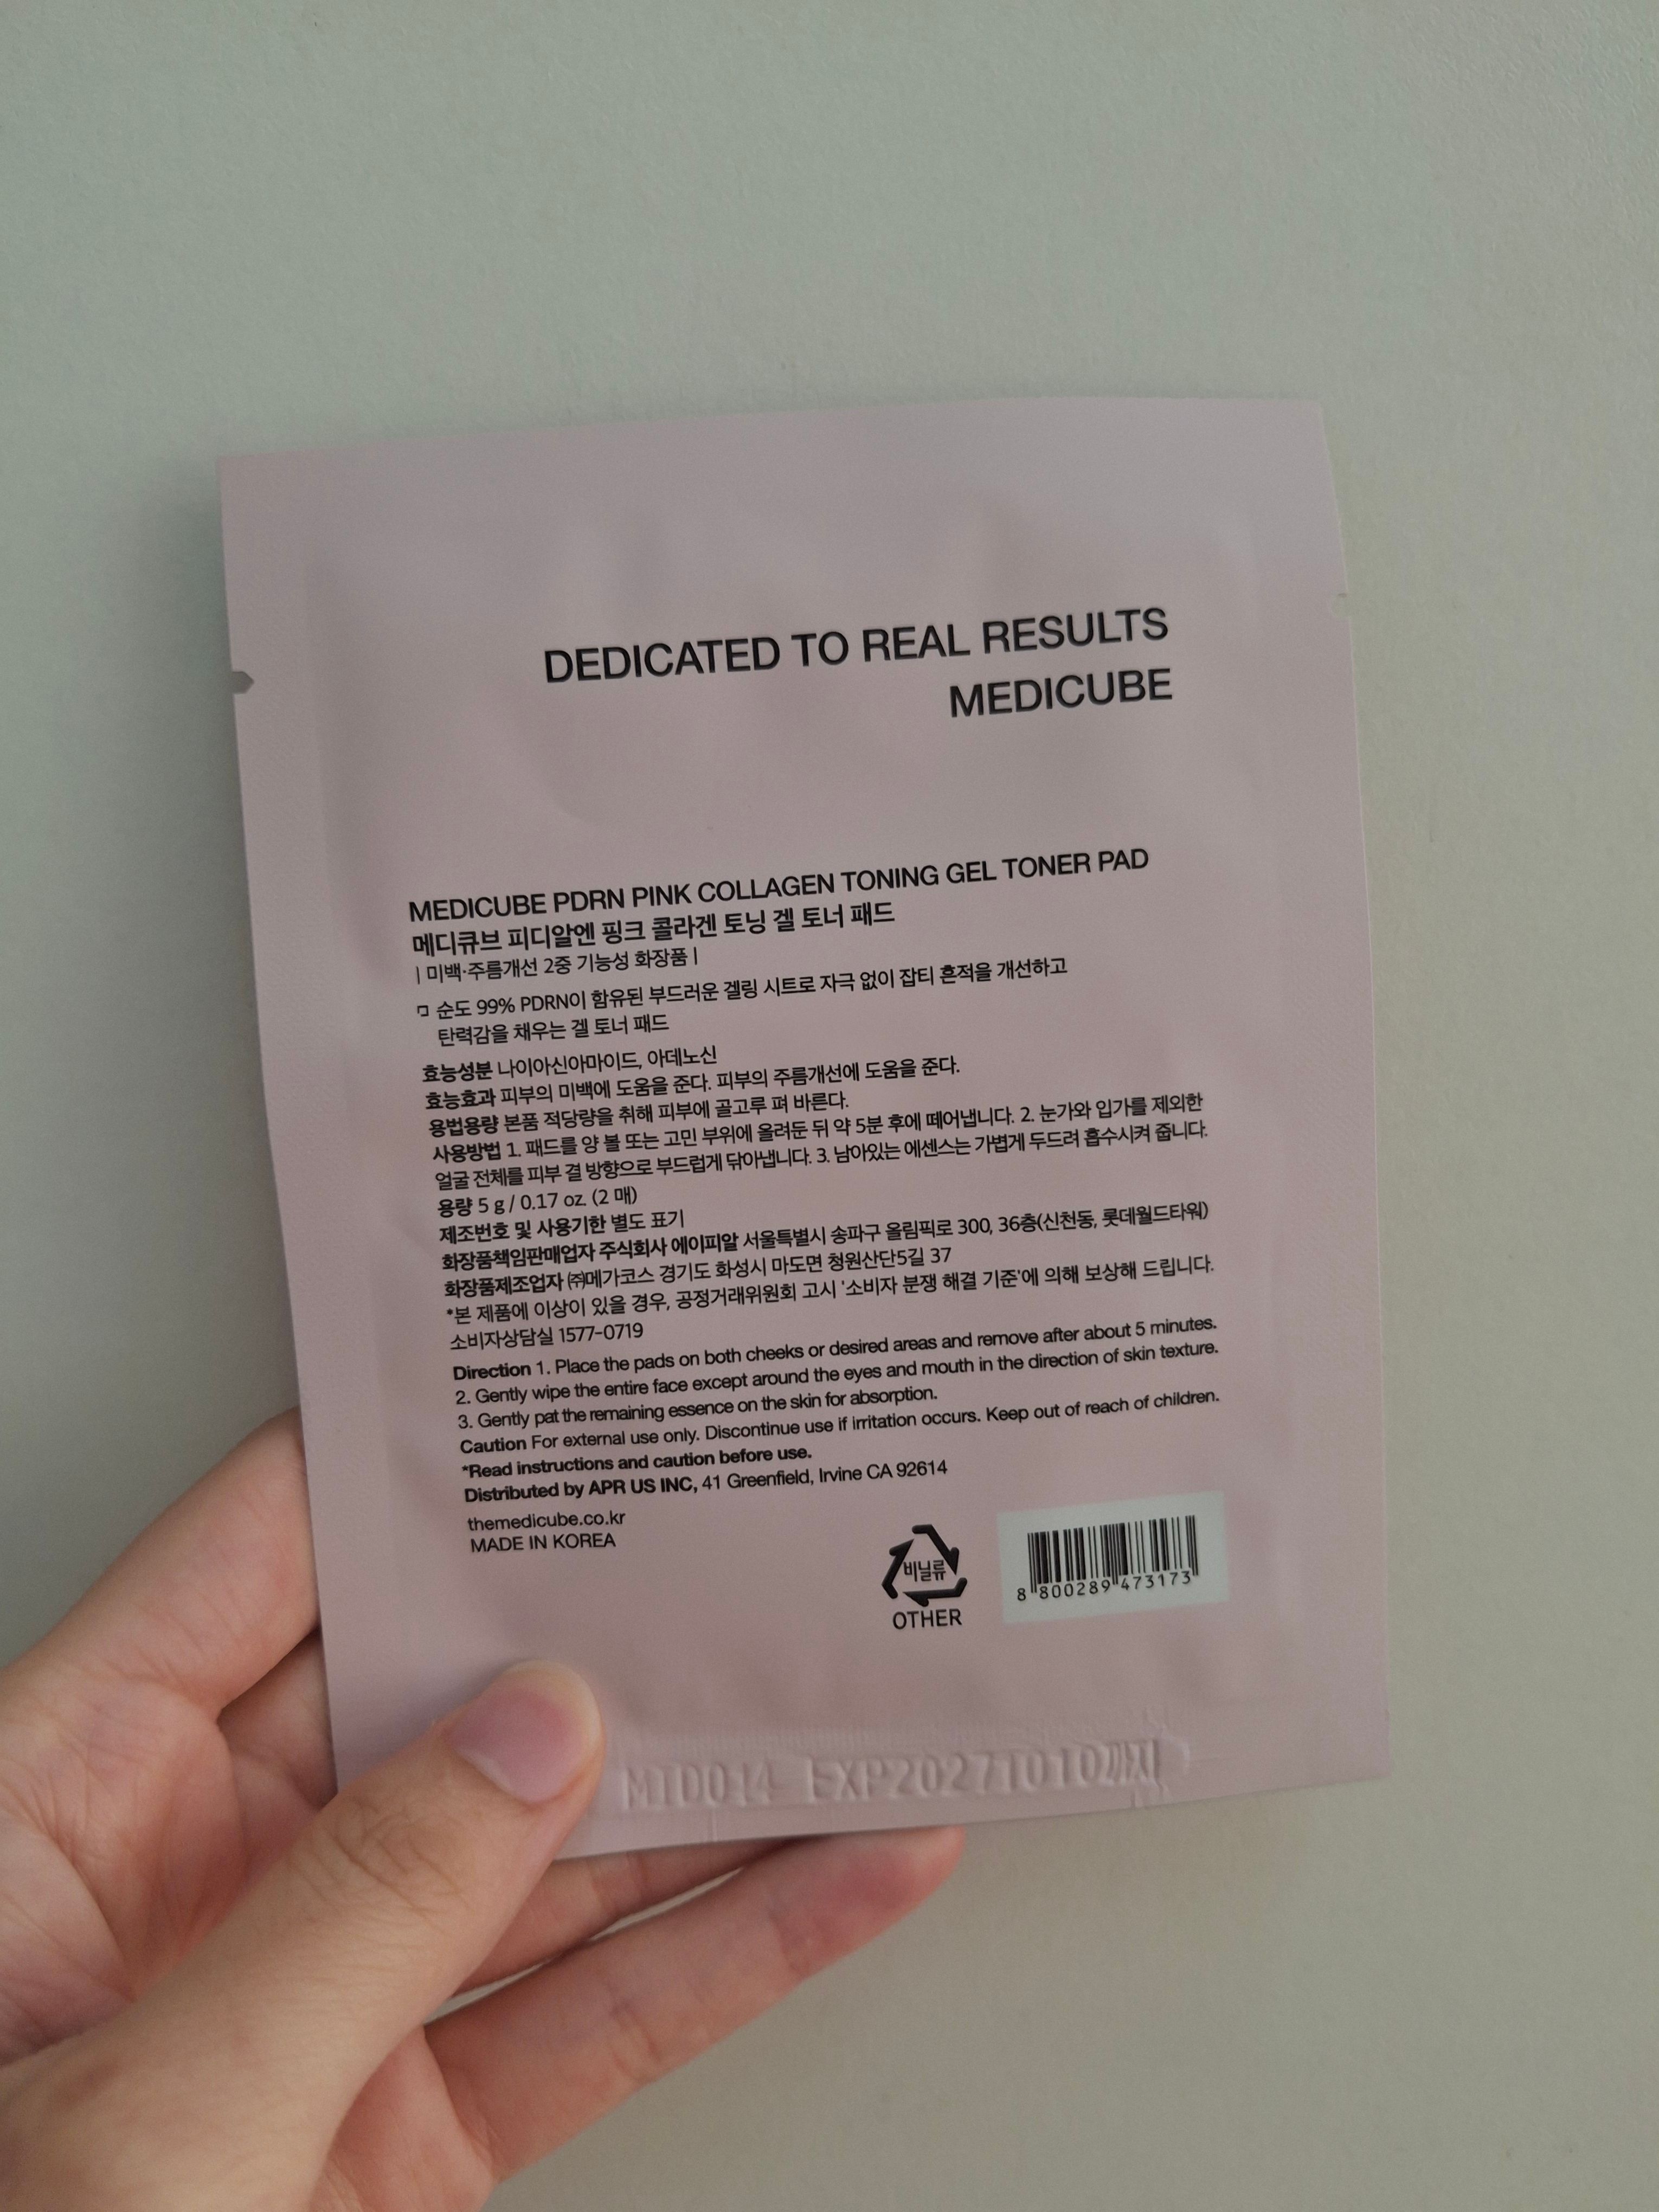 DEDICATED TO REAL RESULTS
MEDICUBE
MEDICUBE PDRN PINK COLLAGEN TONING GEL TONER PAD
메디큐브 피디알엔 핑크 콜라겐 토닝 겔 토너 패드
| 미백·주름개선 2중 기능성 화장품 |
순도 99% PDRN이 함유된 부드러운 겔링 시트로 자극 없이 잡티 흔적을 개선하고
탄력감을 채우는 겔 토너 패드
효능성분 나이아신아마이드, 아데노신
효능효과 피부의 미백에 도움을 준다. 피부의 주름개선에 도움을 준다.
용법용량 본품 적당량을 취해 피부에 골고루 펴 바른다.
사용방법 1. 패드를 양 볼 또는 고민 부위에 올려둔 뒤 약 5분 후에 떼어냅니다. 2. 눈가와 입가를 제외한
얼굴 전체를 피부 결 방향으로 부드럽게 닦아냅니다. 3. 남아있는 에센스는 가볍게 두드려 흡수시켜 줍니다.
용량 5 g / 0.17 oz. (2 매)
제조번호 및 사용기한 별도 표기
화장품책임판매업자 주식회사 에이피알 서울특별시 송파구 올림픽로 300, 36층(신천동, 롯데월드타워)
화장품제조업자 ㈜메가코스 경기도 화성시 마도면 청원산단5길 37
*본 제품에 이상이 있을 경우, 공정거래위원회 고시 '소비자 분쟁 해결 기준'에 의해 보상해 드립니다.
소비자상담실 1577-0719
Direction 1. Place the pads on both cheeks or desired areas and remove after about 5 minutes.
2. Gently wipe the entire face except around the eyes and mouth in the direction of skin texture.
3. Gently pat the remaining essence on the skin for absorption.
Caution For external use only. Discontinue use if irritation occurs. Keep out of reach of children.
*Read instructions and caution before use.
Distributed by APR US INC, 41 Greenfield, Irvine CA 92614
themedicube.co.kr
MADE IN KOREA
비닐류
OTHER
8 800289 473173
MID014 EXP20271010까지